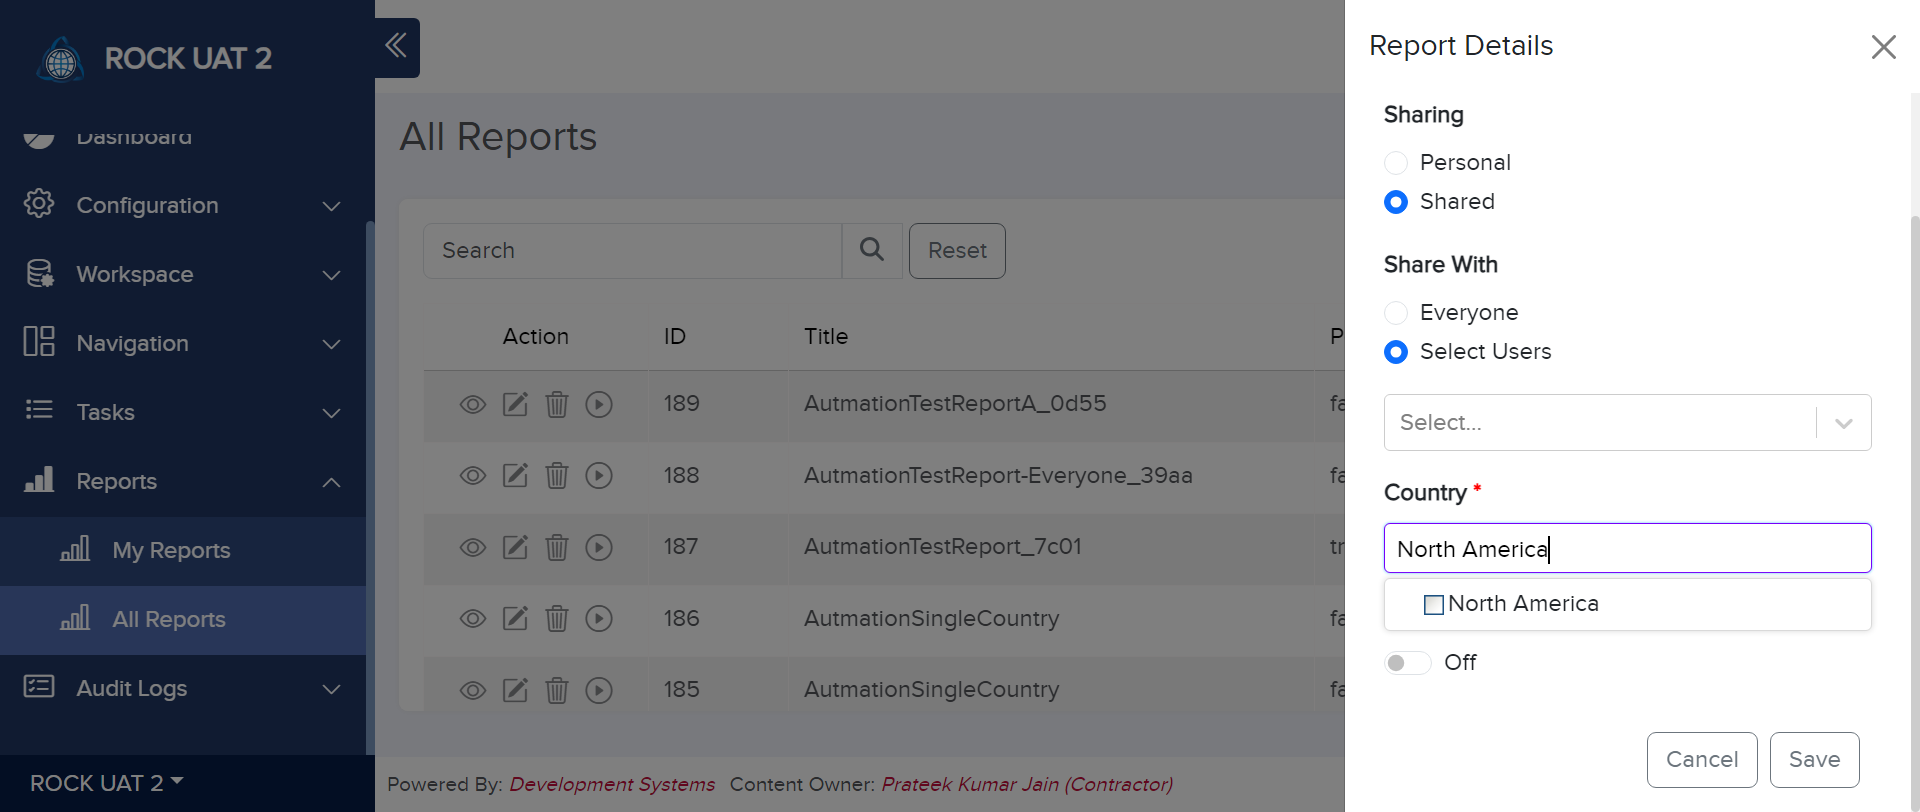 ROCK UAT 2
Dashboard
Configuration
Workspace
Navigation
Tasks
Reports
My Reports
All Reports
Audit Logs
ROCK UAT 2
All Reports
Search
Reset
Action ID Title P
189 AutmationTestReportA_0d55 fa
188 AutmationTestReport-Everyone_39aa fa
187 AutmationTestReport_7c01 tr
186 AutmationSingleCountry fa
185 AutmationSingleCountry fa
Powered By: Development Systems Content Owner: Prateek Kumar Jain (Contractor)
Report Details
Sharing
Personal
Shared
Share With
Everyone
Select Users
Select...
Country *
North America
North America
Off
Cancel Save